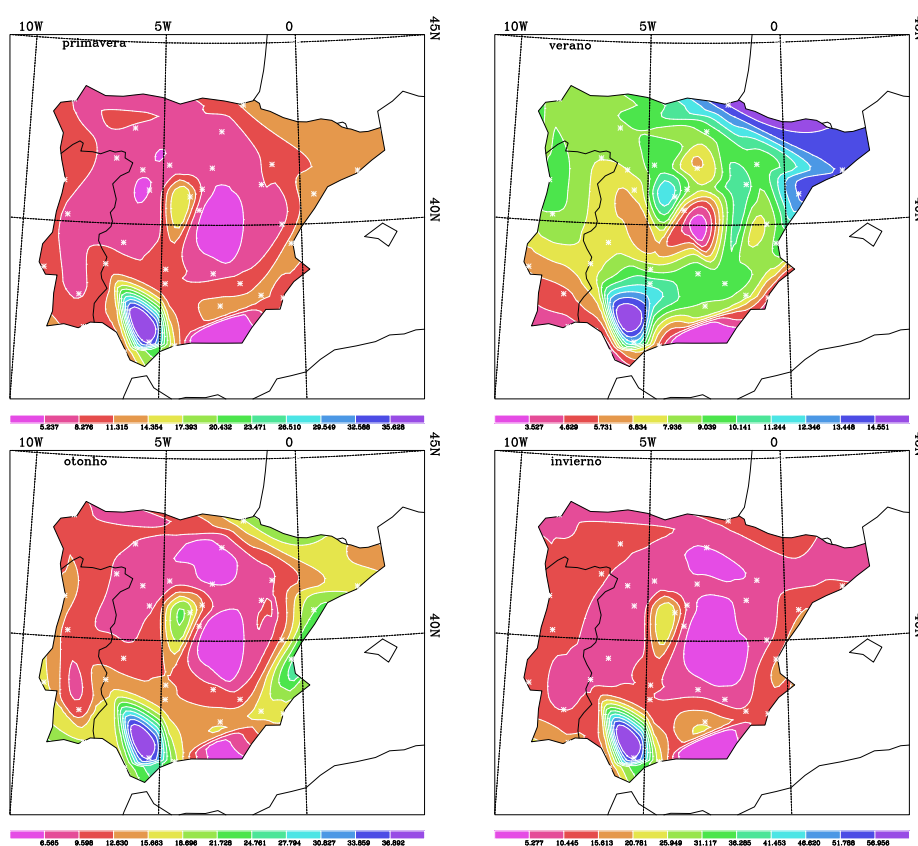 10W 5W 0 45N
primavera
40N
5.237 8.276 11.315 14.354 17.393 20.432 23.471 26.510 29.549 32.588 35.628
10W 5W 0
verano
3.527 4.629 5.731 6.834 7.936 9.039 10.141 11.244 12.346 13.448 14.551
10W 5W 0 45N
otonho
40N
6.565 9.598 12.630 15.663 18.696 21.728 24.761 27.794 30.827 33.859 36.892
10W 5W 0
invierno
5.277 10.445 15.613 20.781 25.949 31.117 36.285 41.453 46.620 51.788 56.956